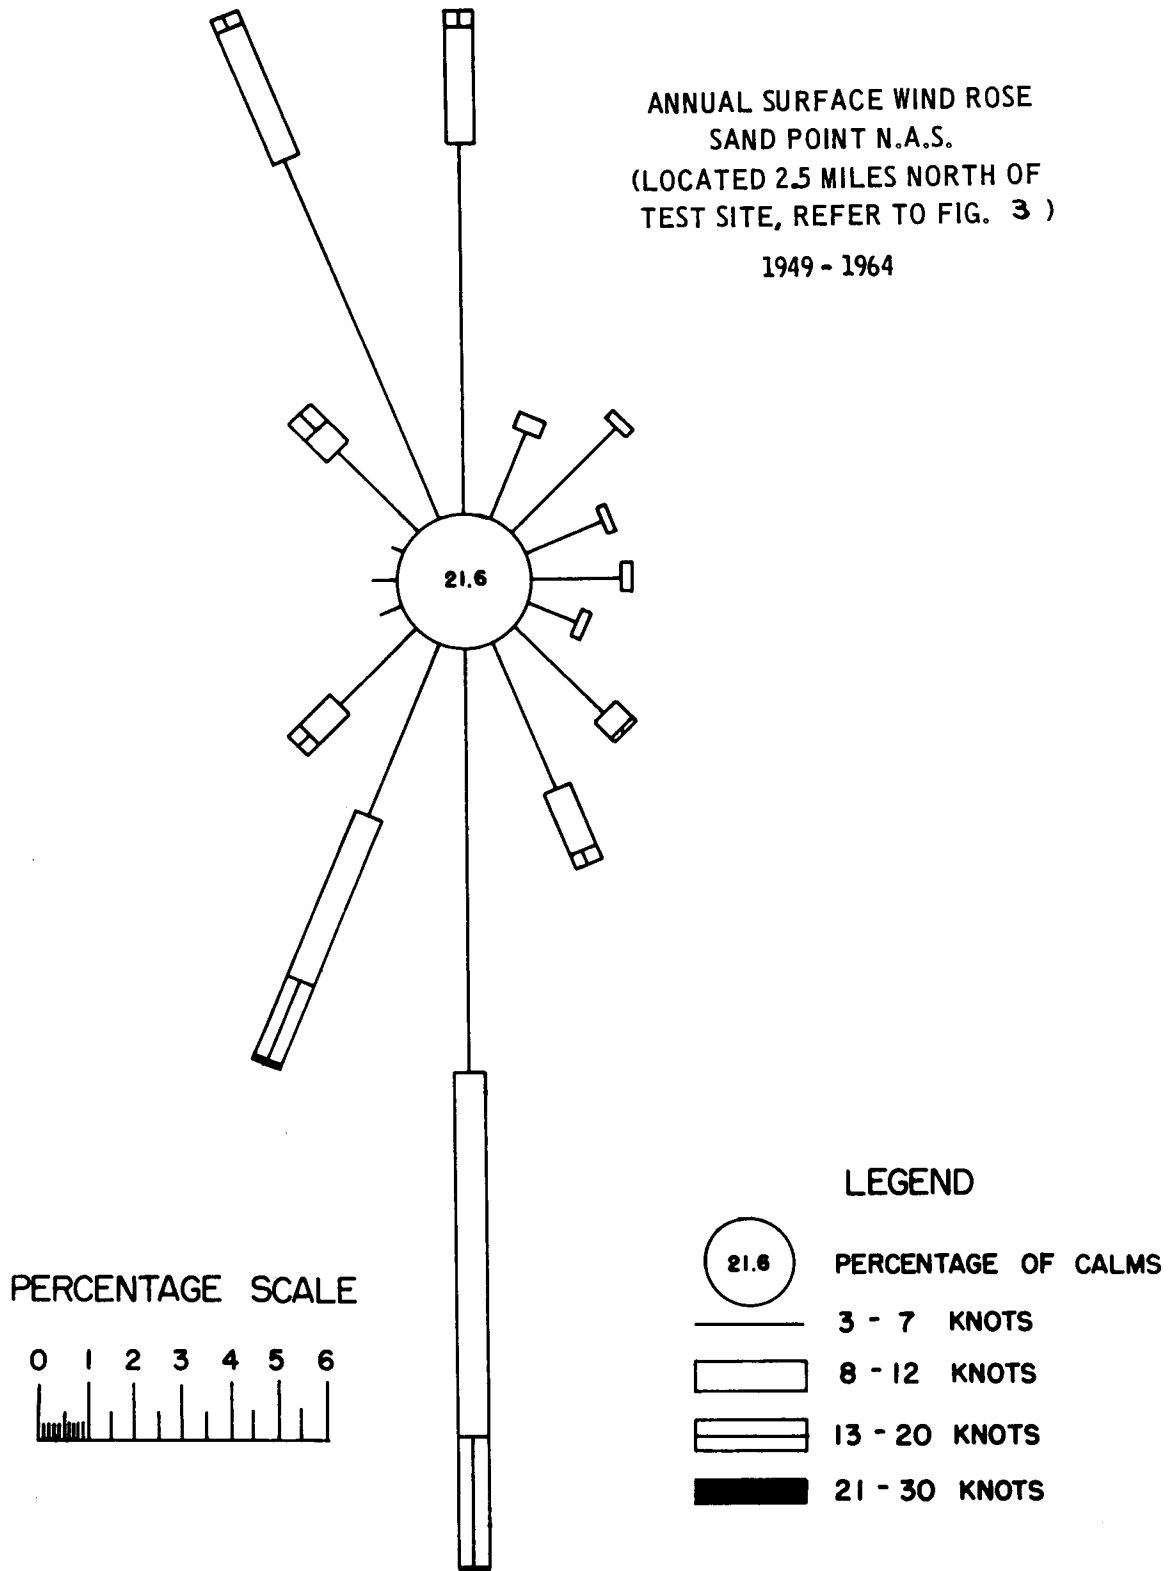 ANNUAL SURFACE WIND ROSE
SAND POINT N.A.S.
(LOCATED 2.5 MILES NORTH OF
TEST SITE, REFER TO FIG. 3 )
1949 - 1964
21.6
LEGEND
21.6 PERCENTAGE OF CALMS
3 - 7 KNOTS
8 - 12 KNOTS
13 - 20 KNOTS
21 - 30 KNOTS
PERCENTAGE SCALE
0 1 2 3 4 5 6